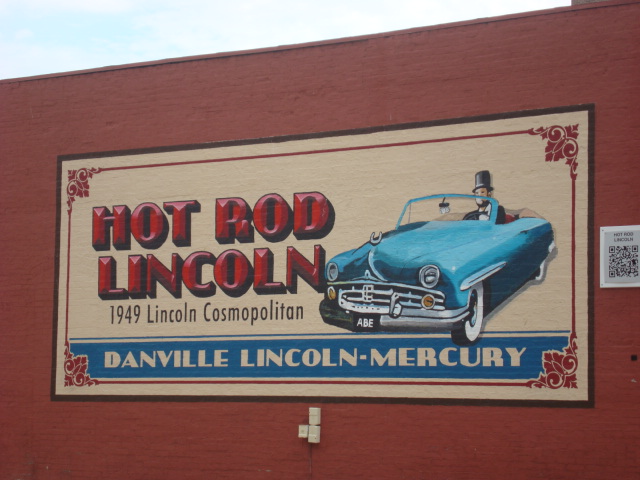 HOT ROD
LINCOLN
1949 Lincoln Cosmopolitan
ABE
DANVILLE LINCOLN-MERCURY
HOT ROD
LINCOLN